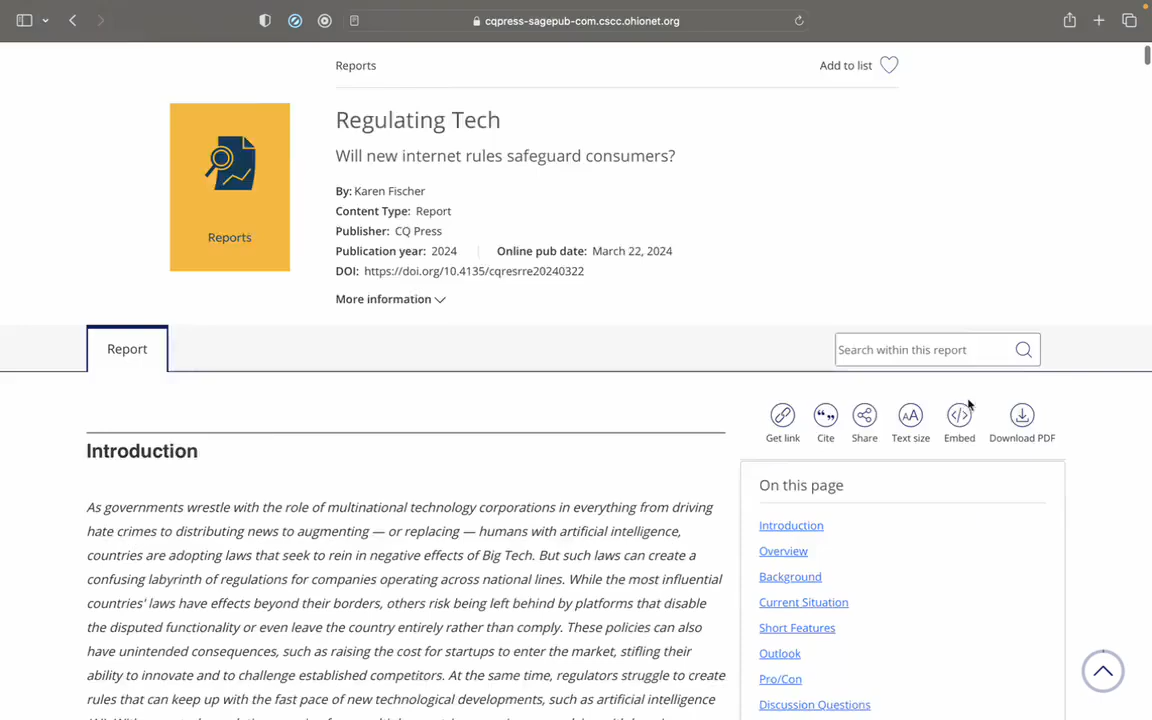 cqpress-sagepub-com.cscc.ohionet.org
Reports
Add to list
Regulating Tech
Will new internet rules safeguard consumers?
By: Karen Fischer
Content Type: Report
Publisher: CQ Press
Publication year: 2024
Online pub date: March 22, 2024
DOI: https://doi.org/10.4135/cqresrre20240322
More information
Reports
Report
Search within this report
Get link
Cite
Share
AA
Text size
Embed
Download PDF
Introduction
As governments wrestle with the role of multinational technology corporations in everything from driving
hate crimes to distributing news to augmenting — or replacing — humans with artificial intelligence,
countries are adopting laws that seek to rein in negative effects of Big Tech. But such laws can create a
confusing labyrinth of regulations for companies operating across national lines. While the most influential
countries' laws have effects beyond their borders, others risk being left behind by platforms that disable
the disputed functionality or even leave the country entirely rather than comply. These policies can also
have unintended consequences, such as raising the cost for startups to enter the market, stifling their
ability to innovate and to challenge established competitors. At the same time, regulators struggle to create
rules that can keep up with the fast pace of new technological developments, such as artificial intelligence
On this page
Introduction
Overview
Background
Current Situation
Short Features
Outlook
Pro/Con
Discussion Questions